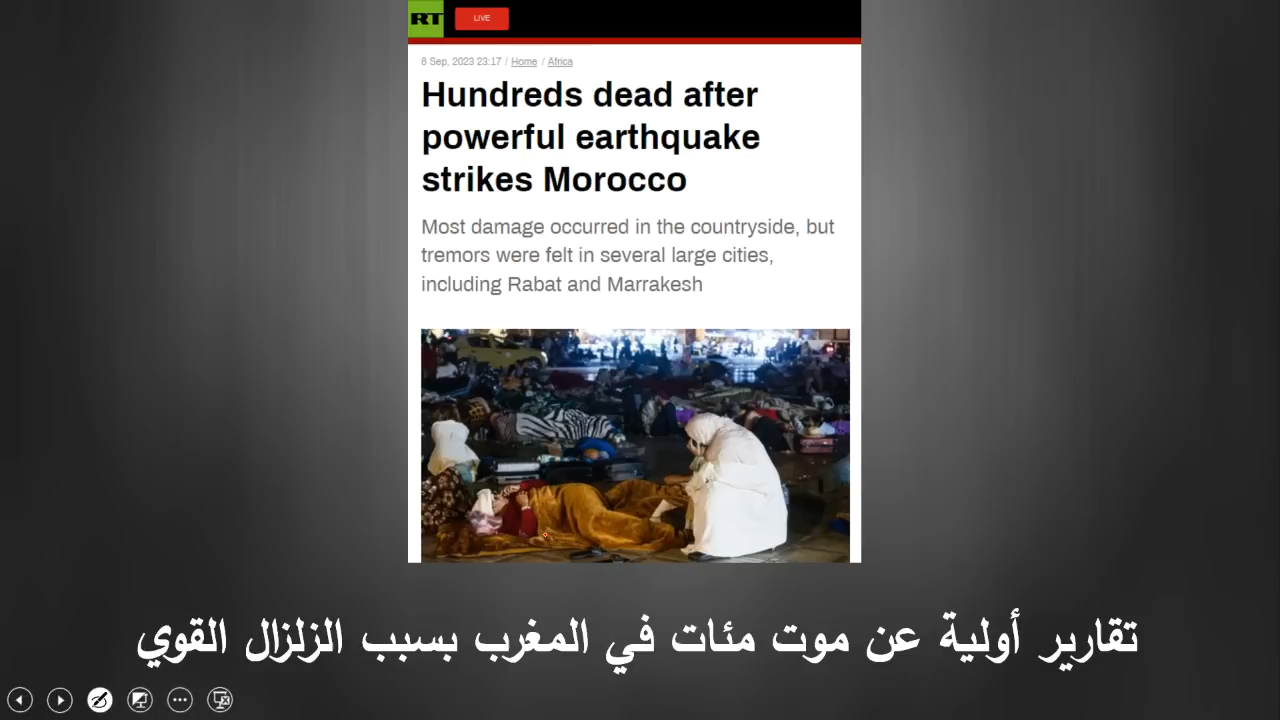 RT
LIVE
8 Sep, 2023 23:17 / Home / Africa
Hundreds dead after
powerful earthquake
strikes Morocco
Most damage occurred in the countryside, but
tremors were felt in several large cities,
including Rabat and Marrakesh
تقارير أولية عن موت مئات في المغرب بسبب الزلزال القوي